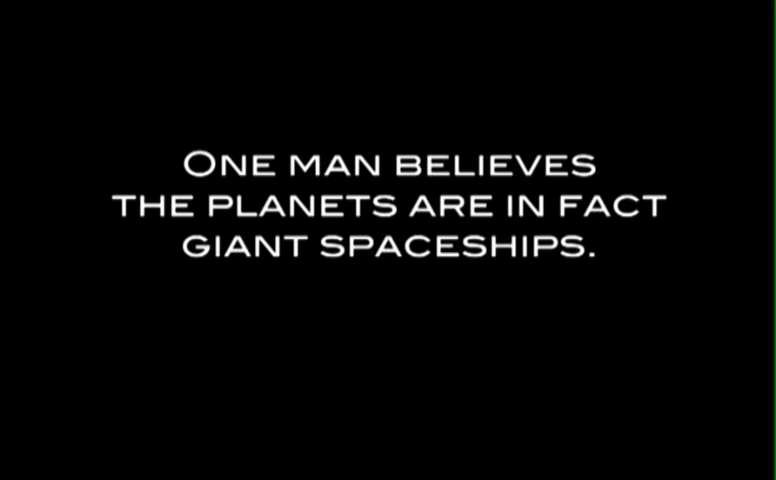 ONE MAN BELIEVES
THE PLANETS ARE IN FACT
GIANT SPACESHIPS.